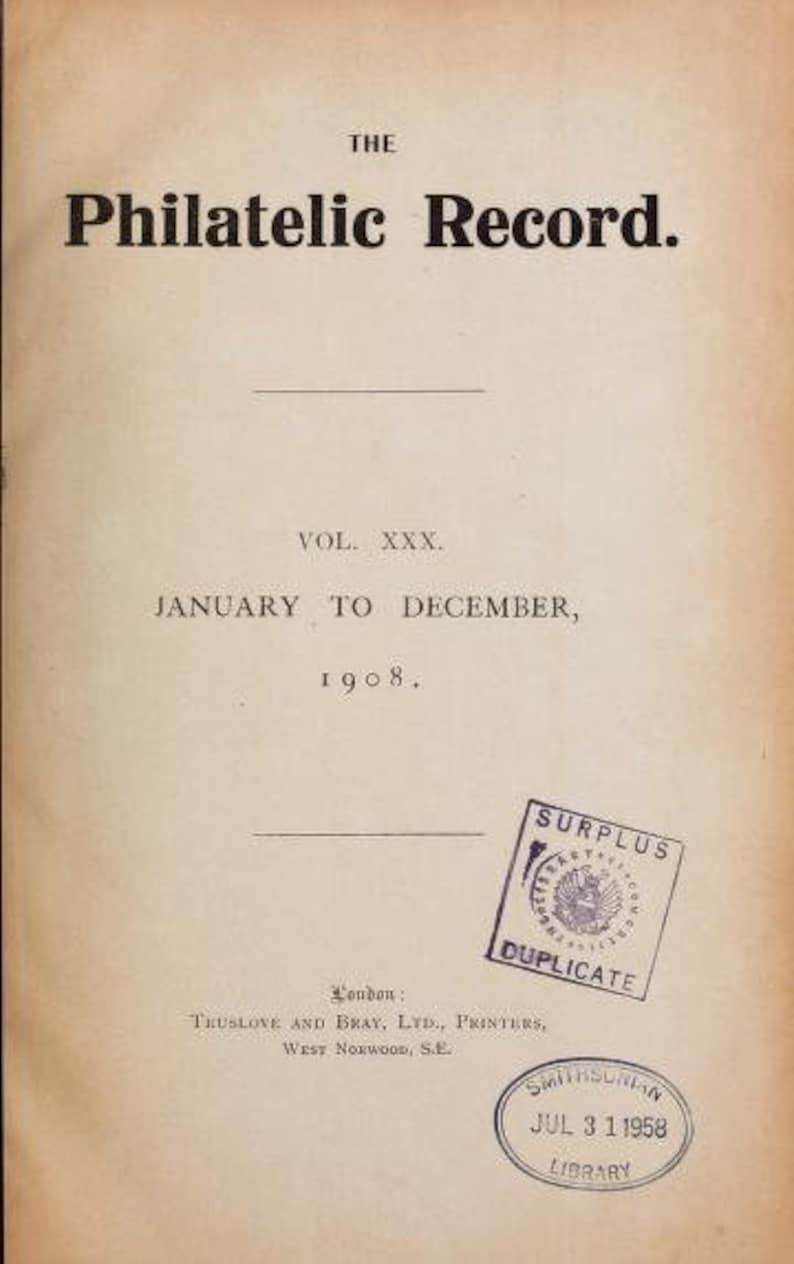 THE
Philatelic Record.
VOL. XXX.
JANUARY TO DECEMBER,
1908.
SURPLUS
LIBRARY
DUPLICATE
London:
TRUSLOVE AND BRAY, LTD., PRINTERS,
WEST NORWOOD, S.E.
SMITHSONIAN
JUL 31 1958
LIBRARY